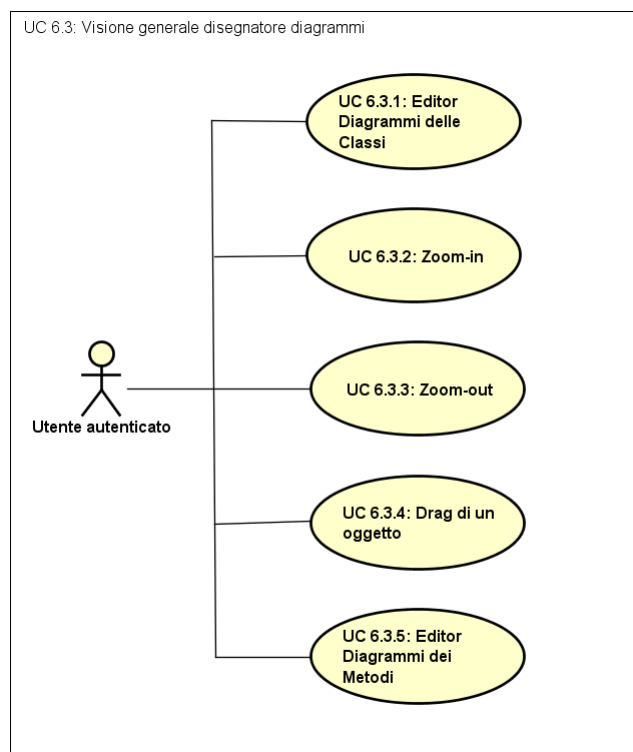 UC 6.3: Visione generale disegnatore diagrammi
UC 6.3.1: Editor
Diagrammi delle
Classi
UC 6.3.2: Zoom-in
UC 6.3.3: Zoom-out
Utente autenticato
UC 6.3.4: Drag di un
oggetto
UC 6.3.5: Editor
Diagrammi dei
Metodi